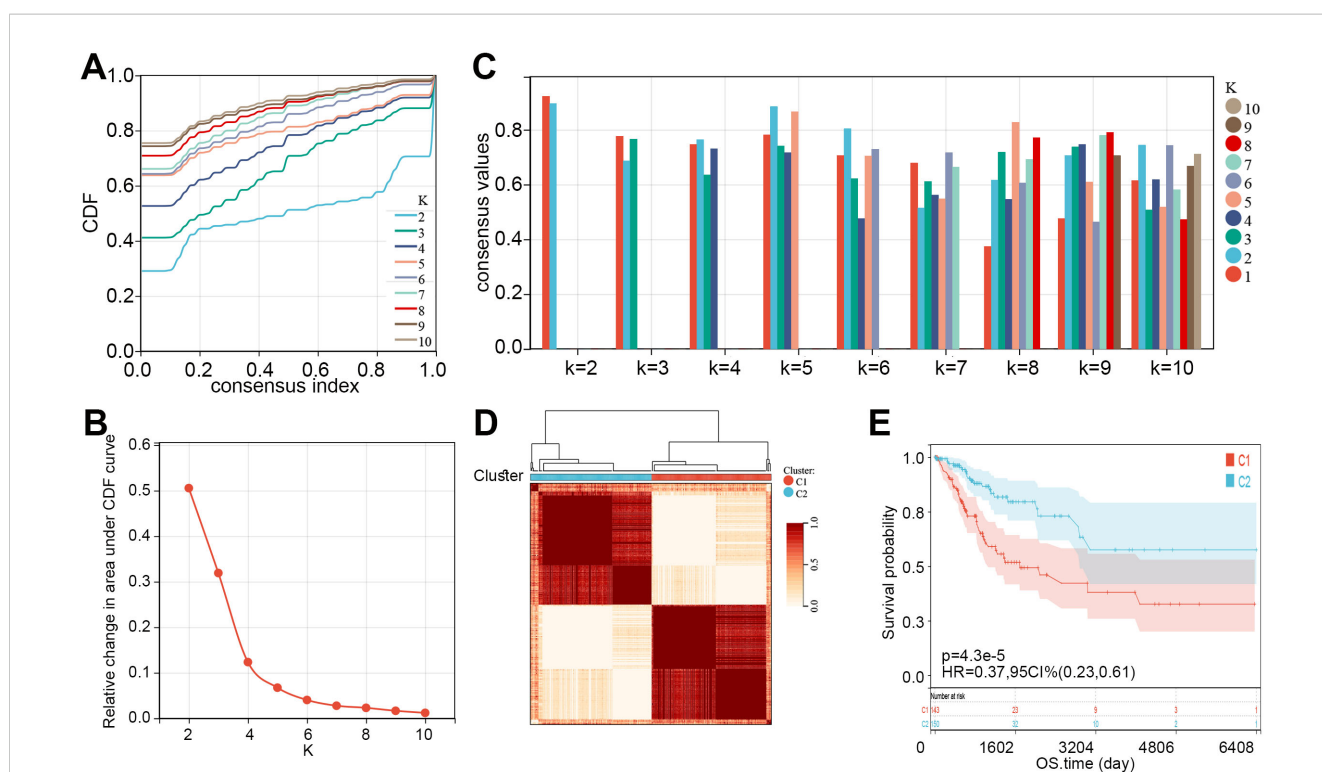 A
CDF
1.0
0.8
0.6
0.4
0.2
0.0
0.0 0.2 0.4 0.6 0.8 1.0
consensus index
K
2
3
4
5
6
7
8
9
10
C
consensus values
0.8
0.6
0.4
0.2
0.0
k=2 k=3 k=4 k=5 k=6 k=7 k=8 k=9 k=10
K
10
9
8
7
6
5
4
3
2
1
B
Relative change in area under CDF curve
0.6
0.5
0.4
0.3
0.2
0.1
0.0
2 4 6 8 10
K
D
Cluster
Cluster:
C1
C2
1.0
0.5
0.0
E
Survival probability
1.0
0.8
0.5
0.3
0.0
C1
C2
p=4.3e-5
HR=0.37,95CI%(0.23,0.61)
Number at risk
C1 143 23 9 3 1
C2 150 32 10 2 1
0 1602 3204 4806 6408
OS.time (day)